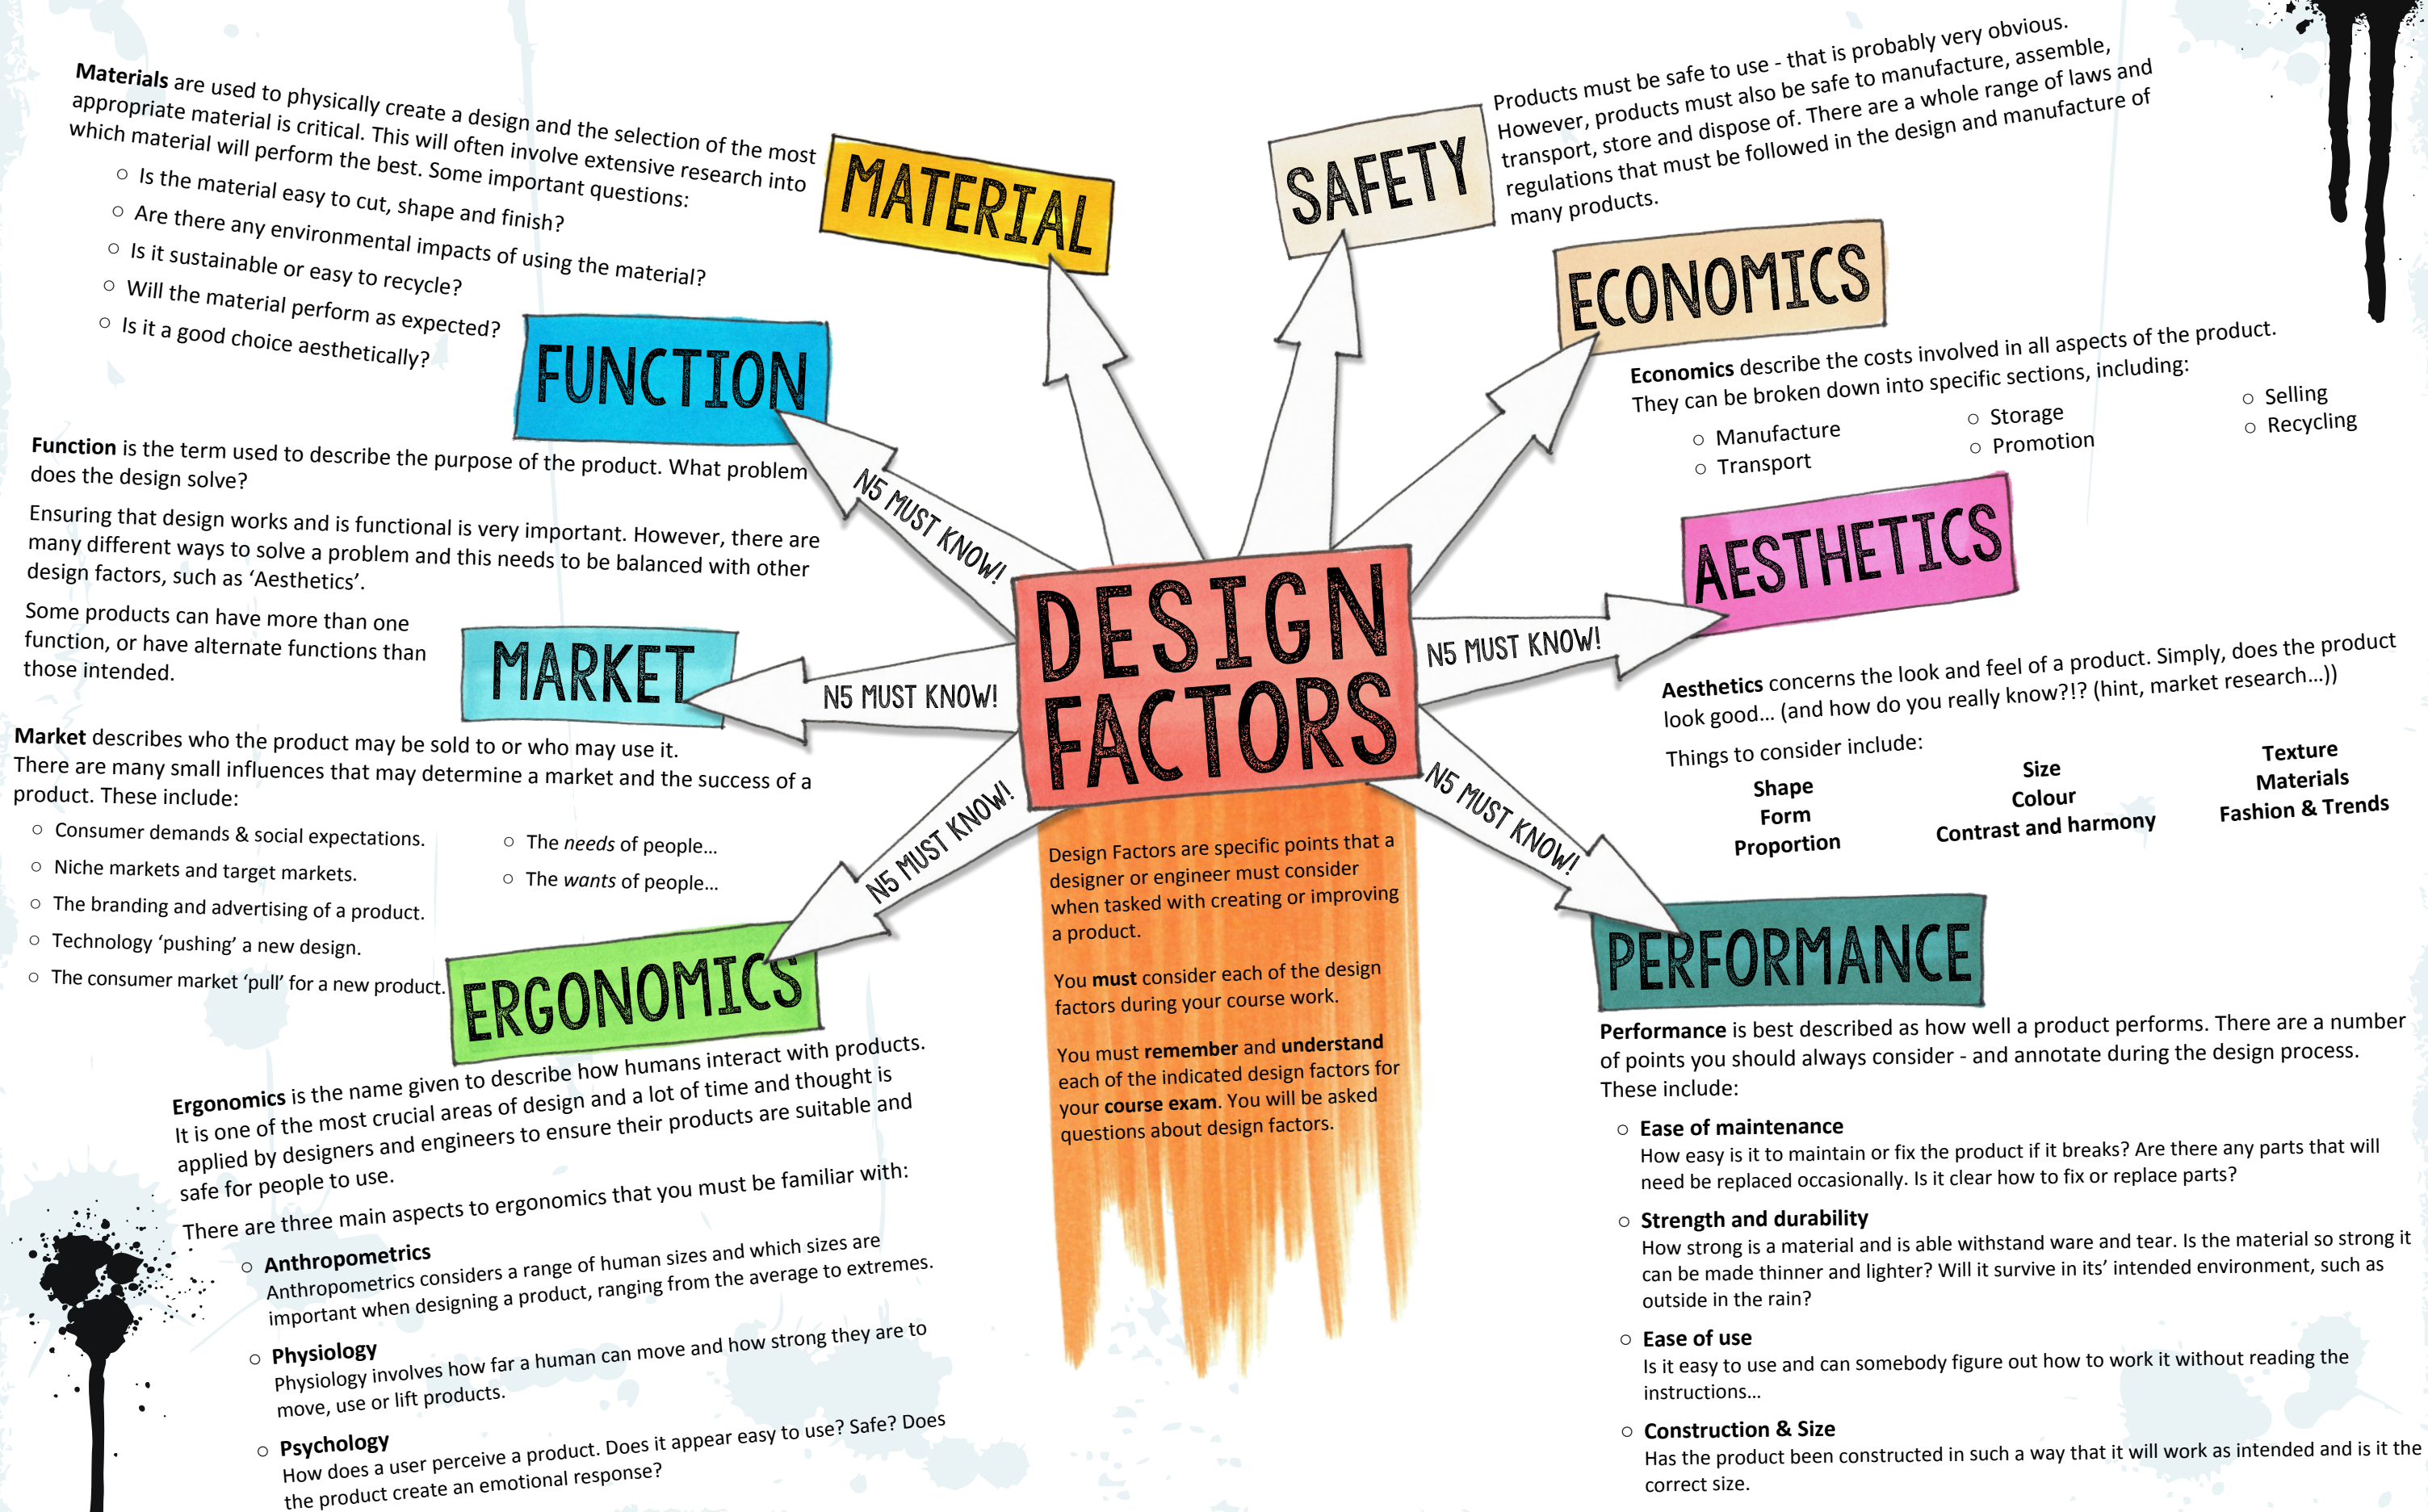 Materials are used to physically create a design and the selection of the most
appropriate material is critical. This will often involve extensive research into
which material will perform the best. Some important questions:
○ Is the material easy to cut, shape and finish?
○ Are there any environmental impacts of using the material?
○ Is it sustainable or easy to recycle?
○ Will the material perform as expected?
○ Is it a good choice aesthetically?
MATERIAL
SAFETY
Products must be safe to use - that is probably very obvious.
However, products must also be safe to manufacture, assemble,
transport, store and dispose of. There are a whole range of laws and
regulations that must be followed in the design and manufacture of
many products.
FUNCTION
Function is the term used to describe the purpose of the product. What problem
does the design solve?
Ensuring that design works and is functional is very important. However, there are
many different ways to solve a problem and this needs to be balanced with other
design factors, such as ‘Aesthetics’.
Some products can have more than one
function, or have alternate functions than
those intended.
N5 MUST KNOW!
ECONOMICS
Economics describe the costs involved in all aspects of the product.
They can be broken down into specific sections, including:
○ Manufacture
○ Transport
○ Storage
○ Promotion
○ Selling
○ Recycling
MARKET
N5 MUST KNOW!
Market describes who the product may be sold to or who may use it.
There are many small influences that may determine a market and the success of a
product. These include:
○ Consumer demands & social expectations.
○ Niche markets and target markets.
○ The branding and advertising of a product.
○ Technology ‘pushing’ a new design.
○ The consumer market ‘pull’ for a new product.
○ The needs of people...
○ The wants of people...
DESIGN
FACTORS
Design Factors are specific points that a
designer or engineer must consider
when tasked with creating or improving
a product.
You must consider each of the design
factors during your course work.
You must remember and understand
each of the indicated design factors for
your course exam. You will be asked
questions about design factors.
AESTHETICS
N5 MUST KNOW!
Aesthetics concerns the look and feel of a product. Simply, does the product
look good... (and how do you really know?!? (hint, market research...))
Things to consider include:
Shape
Form
Proportion
Size
Colour
Contrast and harmony
Texture
Materials
Fashion & Trends
N5 MUST KNOW!
ERGONOMICS
Ergonomics is the name given to describe how humans interact with products.
It is one of the most crucial areas of design and a lot of time and thought is
applied by designers and engineers to ensure their products are suitable and
safe for people to use.
There are three main aspects to ergonomics that you must be familiar with:
○ Anthropometrics
Anthropometrics considers a range of human sizes and which sizes are
important when designing a product, ranging from the average to extremes.
○ Physiology
Physiology involves how far a human can move and how strong they are to
move, use or lift products.
○ Psychology
How does a user perceive a product. Does it appear easy to use? Safe? Does
the product create an emotional response?
N5 MUST KNOW!
PERFORMANCE
Performance is best described as how well a product performs. There are a number
of points you should always consider - and annotate during the design process.
These include:
○ Ease of maintenance
How easy is it to maintain or fix the product if it breaks? Are there any parts that will
need be replaced occasionally. Is it clear how to fix or replace parts?
○ Strength and durability
How strong is a material and is able withstand ware and tear. Is the material so strong it
can be made thinner and lighter? Will it survive in its’ intended environment, such as
outside in the rain?
○ Ease of use
Is it easy to use and can somebody figure out how to work it without reading the
instructions...
○ Construction & Size
Has the product been constructed in such a way that it will work as intended and is it the
correct size.